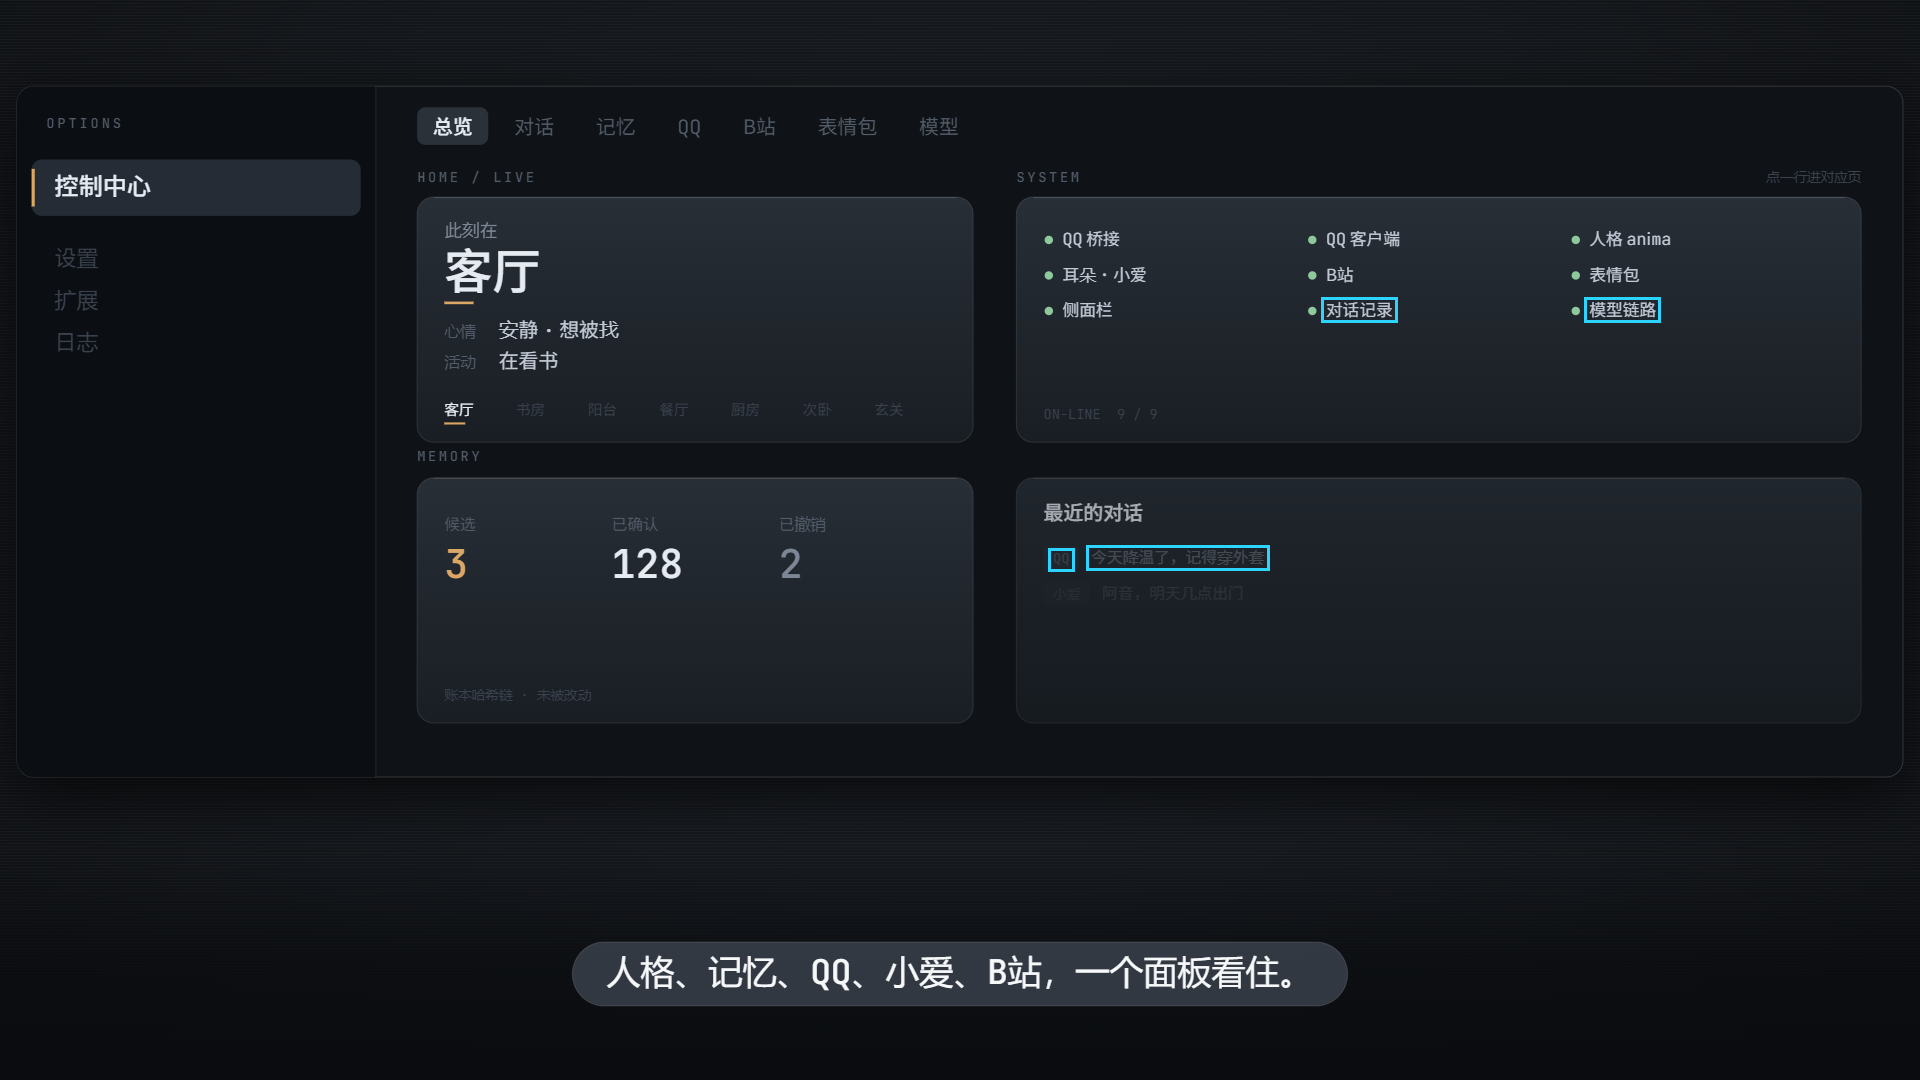 OPTIONS
控制中心
设置
扩展
日志
总览 对话 记忆 QQ B站 表情包 模型
HOME / LIVE
此刻在
客厅
心情 安静·想被找
活动 在看书
客厅 书房 阳台 餐厅 厨房 次卧 玄关
SYSTEM 点一行进对应页
QQ 桥接 QQ 客户端 人格 anima
耳朵·小爱 B站 表情包
侧面栏 对话记录 模型链路
ON-LINE 9 / 9
MEMORY
候选 已确认 已撤销
3 128 2
账本哈希链 · 未被改动
最近的对话
QQ 今天降温了，记得穿外套
小爱 阿音，明天几点出门
人格、记忆、QQ、小爱、B站，一个面板看住。